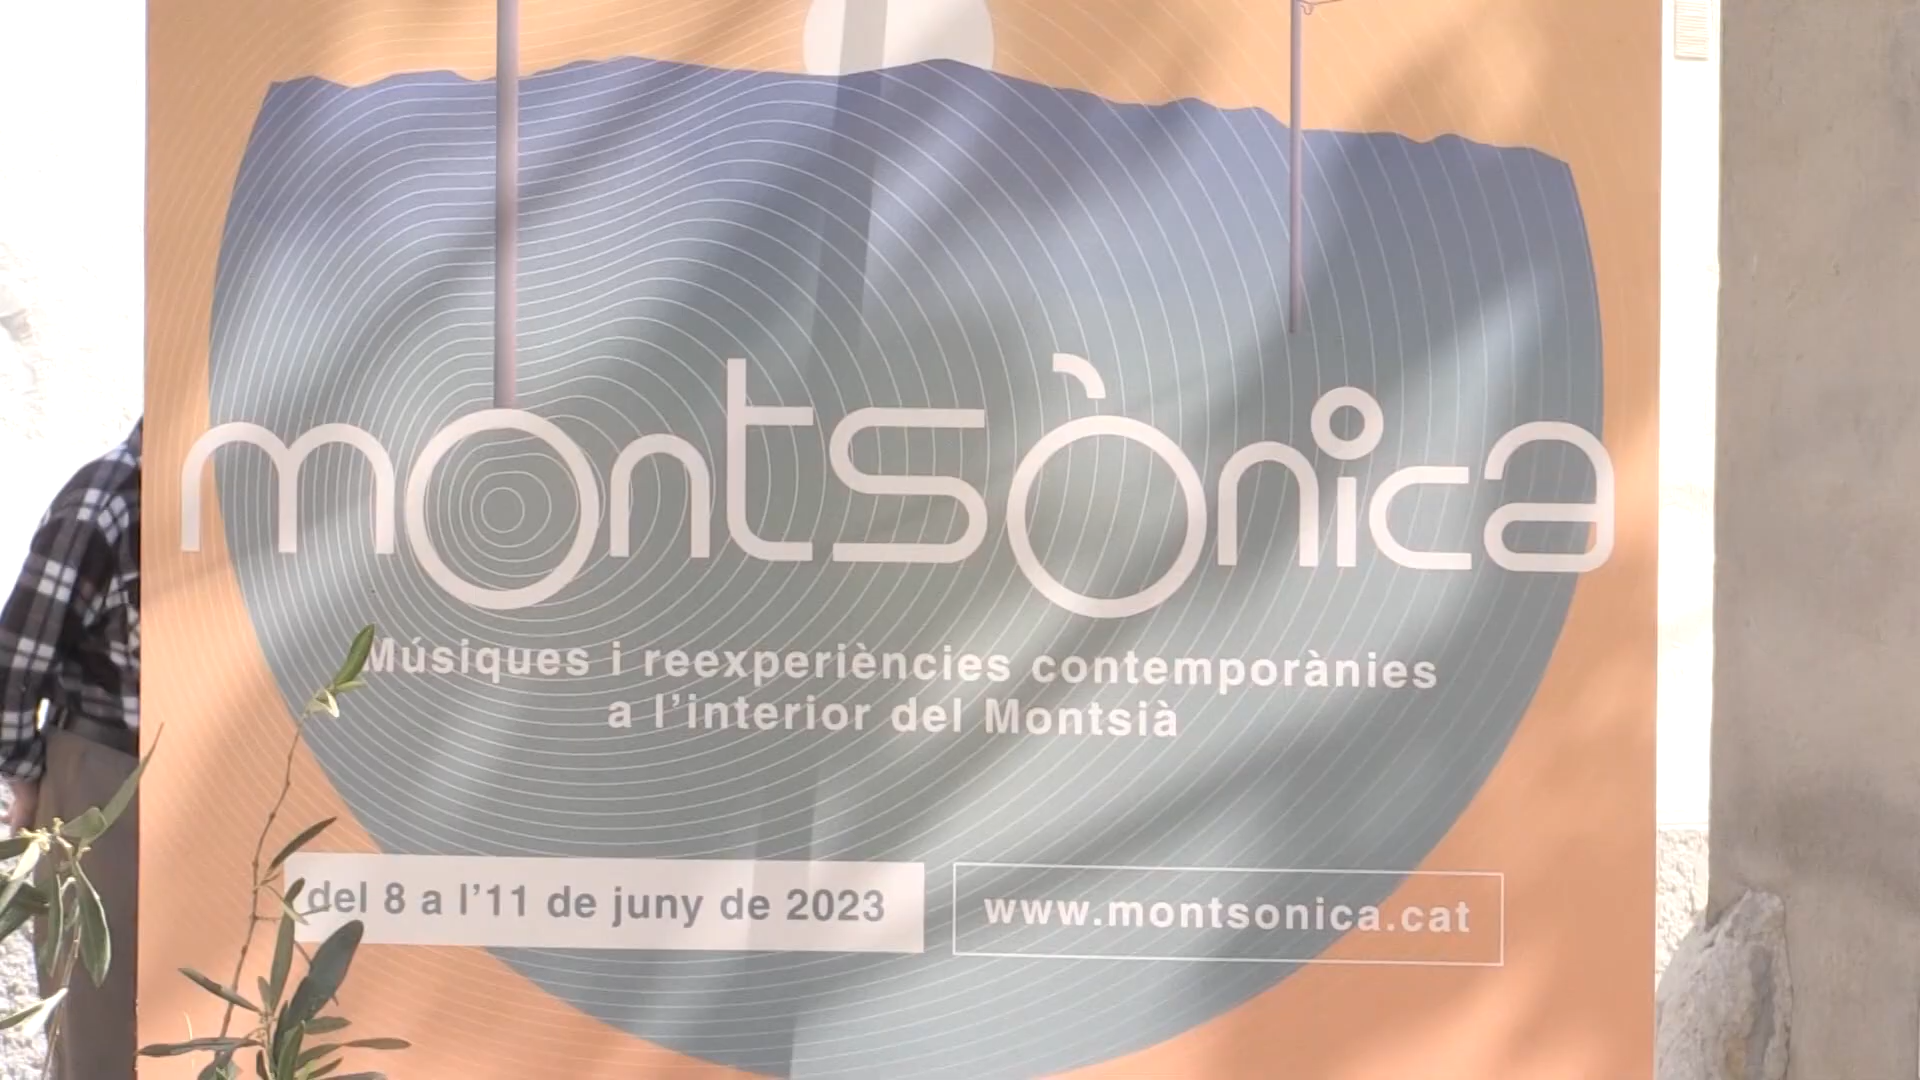 montsònica
Músiques i reexperiències contemporànies
a l'interior del Montsià
del 8 a l'11 de juny de 2023
www.montsonica.cat